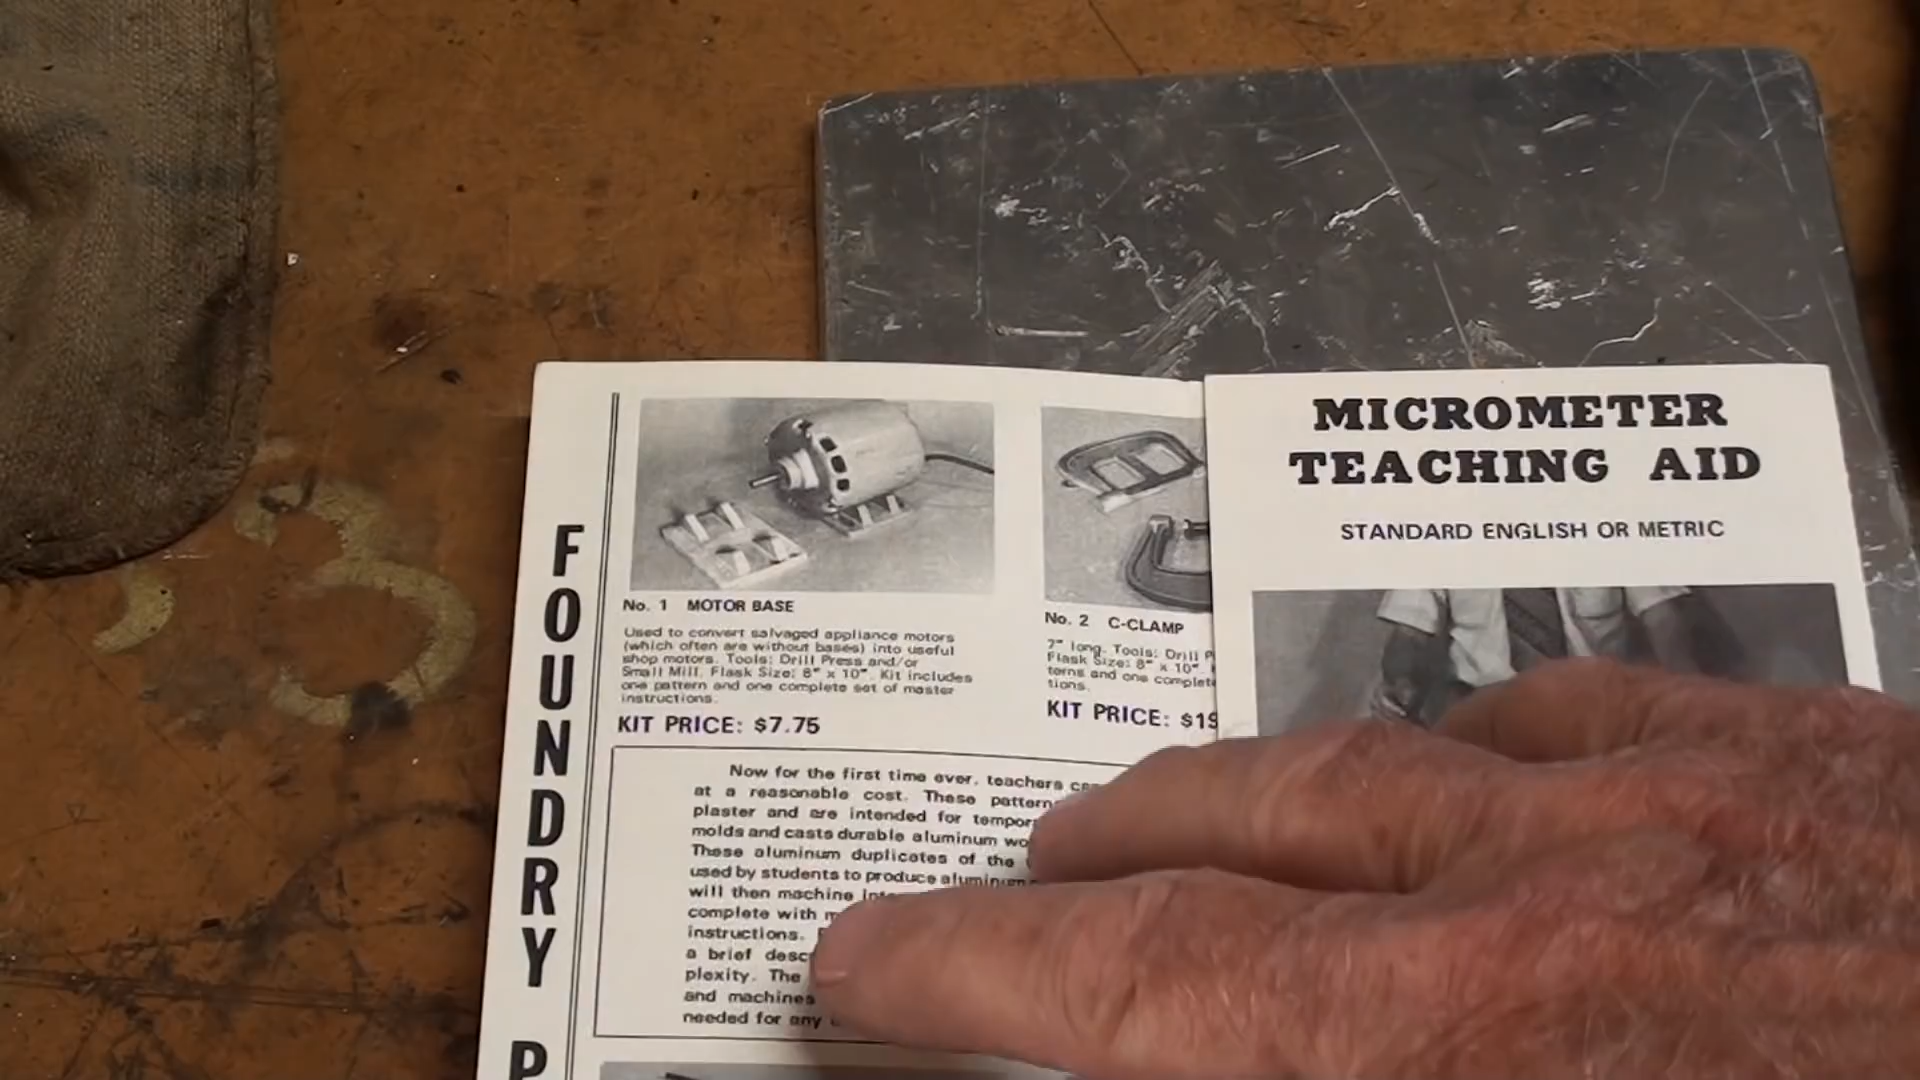 FOUNDRY P
No. 1 MOTOR BASE
Used to convert salvaged appliance motors
(which often are without bases) into useful
shop motors. Tools: Drill Press and/or
Small Mill. Flask Size: 8" x 10". Kit includes
one pattern and one complete set of master
instructions.
KIT PRICE: $7.75
No. 2 C-CLAMP
7" long. Tools: Drill P
Flask Size: 8" x 10".
terns and one complete
tions.
KIT PRICE: $19
Now for the first time ever, teachers
at a reasonable cost. These pattern
plaster and are intended for tempor
molds and casts durable aluminum
These aluminum duplicates of the
used by students to produce aluminum
will then machine
complete with
instructions.
a brief desc
plexity. The
and machines
needed for any
MICROMETER
TEACHING AID
STANDARD ENGLISH OR METRIC